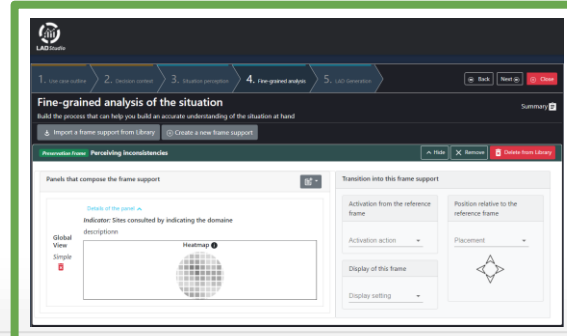 LADStudio
1. Use case outline
2. Decision context
3. Situation perception
4. Fine-grained analysis
5. LAD Generation
Back
Next
Close
Fine-grained analysis of the situation
Summary
Build the process that can help you build an accurate understanding of the situation at hand
Import a frame support from Library
Create a new frame support
Preservation Frame Perceiving inconsistencies
Hide
Remove
Delete from Library
Panels that compose the frame support
Details of the panel
Global View
Simple
Indicator: Sites consulted by indicating the domaine
descriptionn
Heatmap
Transition into this frame support
Activation from the reference frame
Activation action
Display of this frame
Display setting
Position relative to the reference frame
Placement